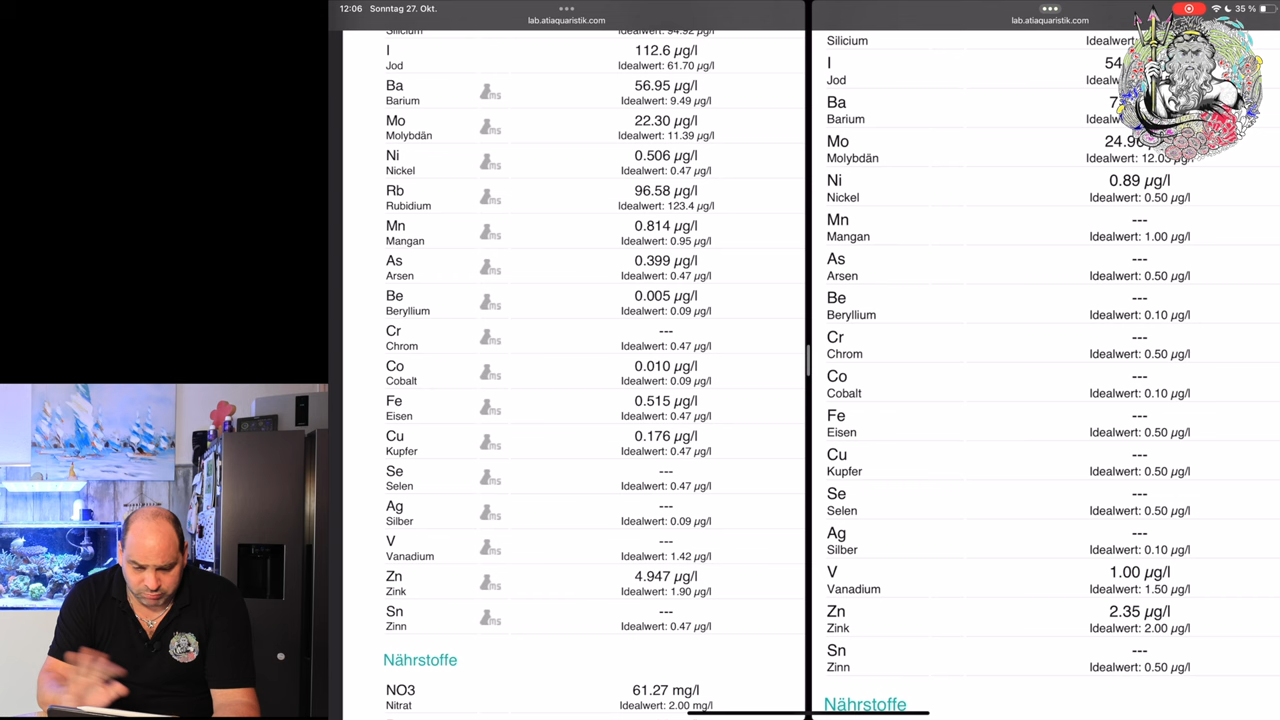 12:06 Sonntag 27. Okt.
lab.atiaquaristik.com
Silicium
Idealwert: 94.92 µg/l
I
112.6 µg/l
Jod
Idealwert: 61.70 µg/l
Ba
56.95 µg/l
Barium
Idealwert: 9.49 µg/l
Mo
22.30 µg/l
Molybdän
Idealwert: 11.39 µg/l
Ni
0.506 µg/l
Nickel
Idealwert: 0.47 µg/l
Rb
96.58 µg/l
Rubidium
Idealwert: 123.4 µg/l
Mn
0.814 µg/l
Mangan
Idealwert: 0.95 µg/l
As
0.399 µg/l
Arsen
Idealwert: 0.47 µg/l
Be
0.005 µg/l
Beryllium
Idealwert: 0.09 µg/l
Cr
---
Chrom
Idealwert: 0.47 µg/l
Co
0.010 µg/l
Cobalt
Idealwert: 0.09 µg/l
Fe
0.515 µg/l
Eisen
Idealwert: 0.47 µg/l
Cu
0.176 µg/l
Kupfer
Idealwert: 0.47 µg/l
Se
---
Selen
Idealwert: 0.47 µg/l
Ag
---
Silber
Idealwert: 0.09 µg/l
V
---
Vanadium
Idealwert: 1.42 µg/l
Zn
4.947 µg/l
Zink
Idealwert: 1.90 µg/l
Sn
---
Zinn
Idealwert: 0.47 µg/l
Nährstoffe
NO3
61.27 mg/l
Nitrat
Idealwert: 2.00 mg/l
35 %
lab.atiaquaristik.com
Silicium
Idealwert:
I
Jod
Ba
Barium
Mo
Molybdän
Idealwert:
Ni
0.89 µg/l
Nickel
Idealwert: 0.50 µg/l
Mn
---
Mangan
Idealwert: 1.00 µg/l
As
---
Arsen
Idealwert: 0.50 µg/l
Be
---
Beryllium
Idealwert: 0.10 µg/l
Cr
---
Chrom
Idealwert: 0.50 µg/l
Co
---
Cobalt
Idealwert: 0.10 µg/l
Fe
---
Eisen
Idealwert: 0.50 µg/l
Cu
---
Kupfer
Idealwert: 0.50 µg/l
Se
---
Selen
Idealwert: 0.50 µg/l
Ag
---
Silber
Idealwert: 0.10 µg/l
V
1.00 µg/l
Vanadium
Idealwert: 1.50 µg/l
Zn
2.35 µg/l
Zink
Idealwert: 2.00 µg/l
Sn
---
Zinn
Idealwert: 0.50 µg/l
Nährstoffe